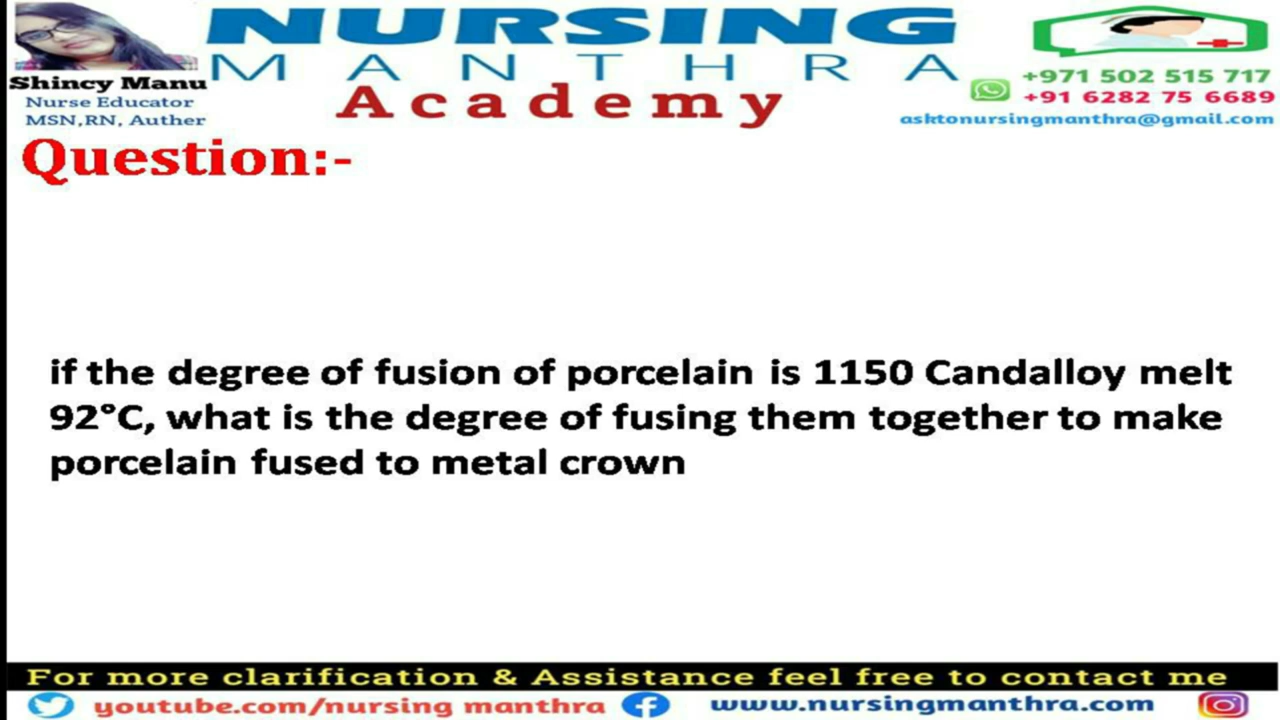 NURSING
MANTHRA
Academy
Shincy Manu
Nurse Educator
MSN,RN, Auther
+971 502 515 717
+91 6282 75 6689
asktonursingmanthra@gmail.com
Question:-
if the degree of fusion of porcelain is 1150 Candalloy melt
92°C, what is the degree of fusing them together to make
porcelain fused to metal crown
For more clarification & Assistance feel free to contact me
youtube.com/nursing manthra www.nursingmanthra.com